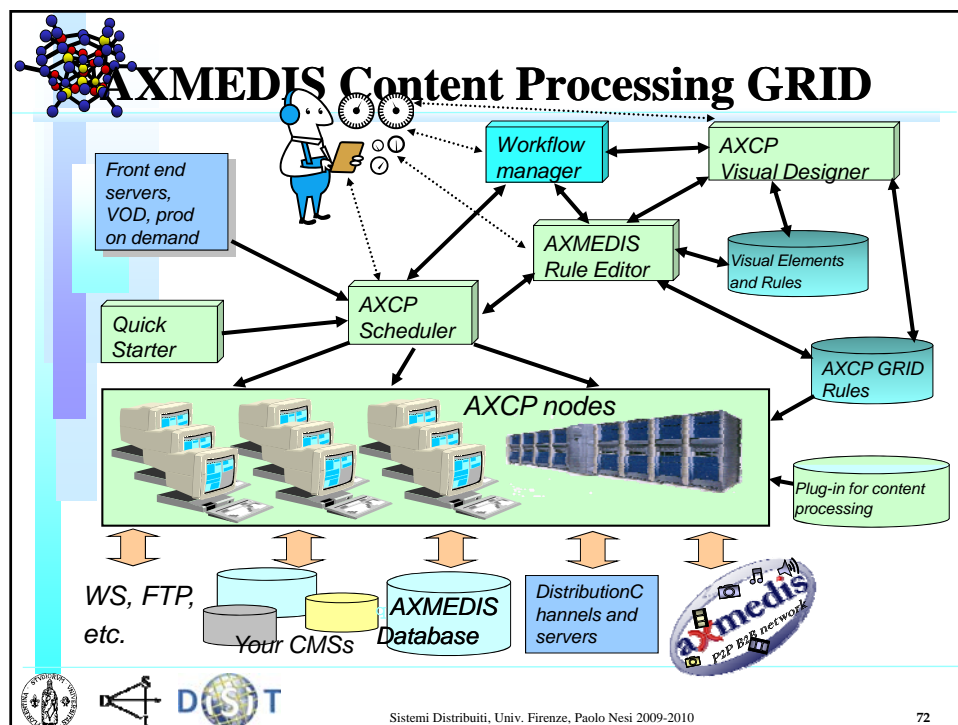 AXMEDIS Content Processing GRID
Front end
servers,
VOD, prod
on demand
Workflow
manager
AXCP
Visual Designer
AXMEDIS
Rule Editor
Visual Elements
and Rules
Quick
Starter
AXCP
Scheduler
AXCP GRID
Rules
AXCP nodes
Plug-in for content
processing
WS, FTP,
etc.
Your CMSs
AXMEDIS
Database
DistributionC
hannels and
servers
axmedis
P2P B2B network
D S I
DISIT
Sistemi Distribuiti, Univ. Firenze, Paolo Nesi 2009-2010
72